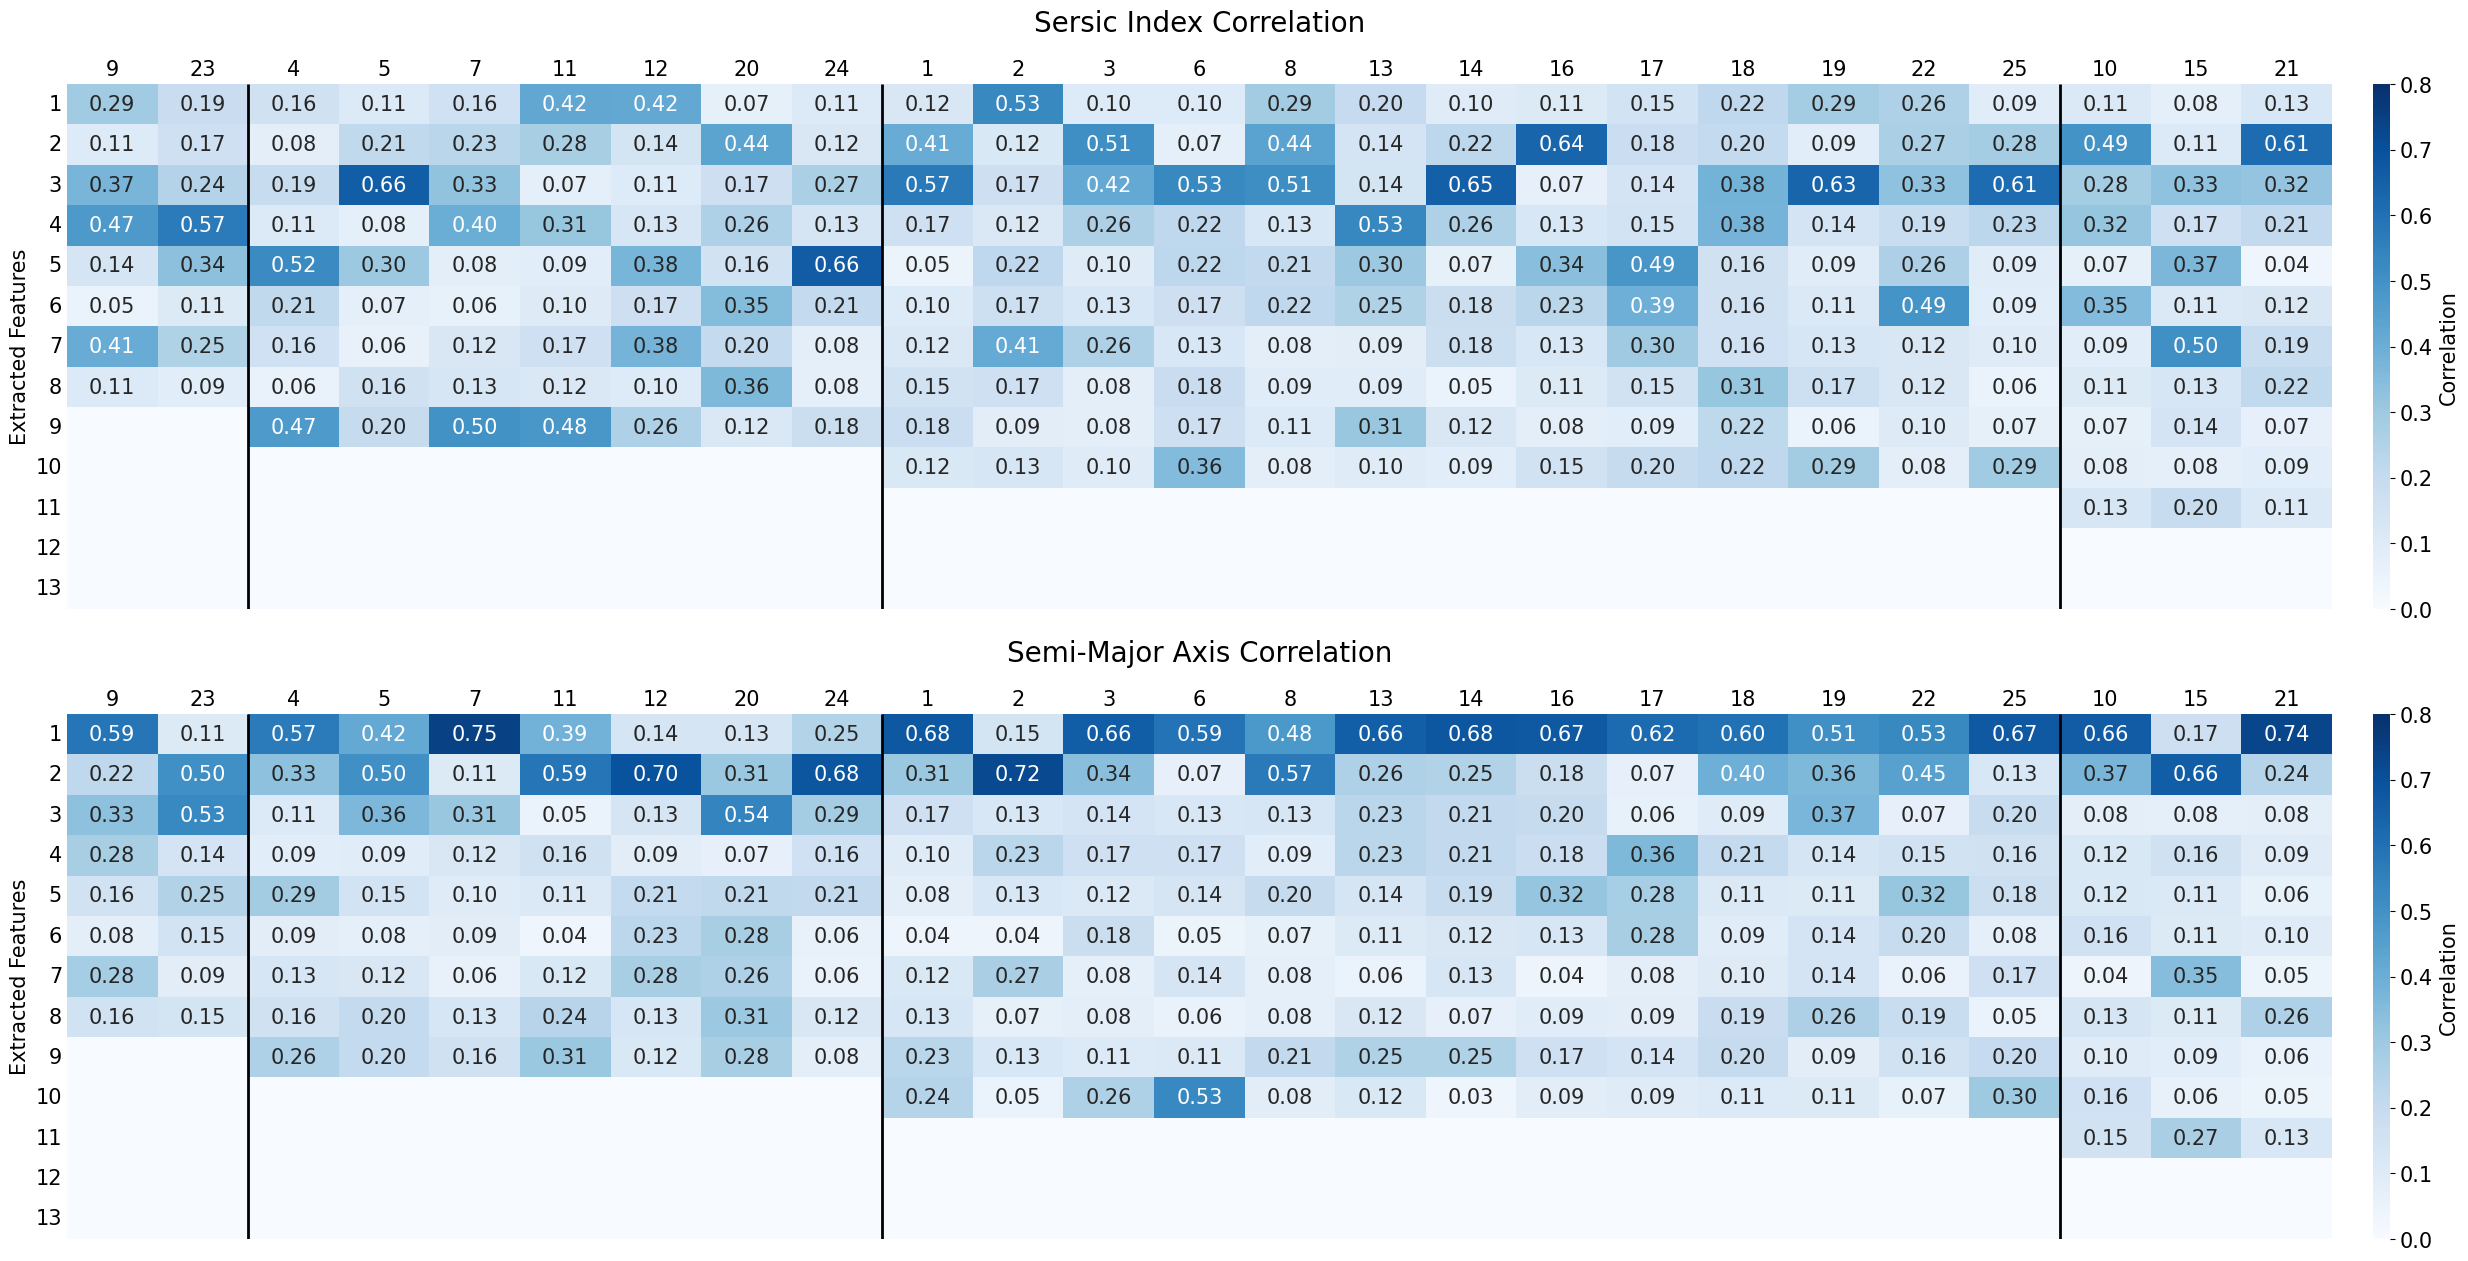 Sersic Index Correlation
9 23 4 5 7 11 12 20 24 1 2 3 6 8 13 14 16 17 18 19 22 25 10 15 21
1 0.29 0.19 0.16 0.11 0.16 0.42 0.42 0.07 0.11 0.12 0.53 0.10 0.10 0.29 0.20 0.10 0.11 0.15 0.22 0.29 0.26 0.09 0.11 0.08 0.13
2 0.11 0.17 0.08 0.21 0.23 0.28 0.14 0.44 0.12 0.41 0.12 0.51 0.07 0.44 0.14 0.22 0.64 0.18 0.20 0.09 0.27 0.28 0.49 0.11 0.61
3 0.37 0.24 0.19 0.66 0.33 0.07 0.11 0.17 0.27 0.57 0.17 0.42 0.53 0.51 0.14 0.65 0.07 0.14 0.38 0.63 0.33 0.61 0.28 0.33 0.32
4 0.47 0.57 0.11 0.08 0.40 0.31 0.13 0.26 0.13 0.17 0.12 0.26 0.22 0.13 0.53 0.26 0.13 0.15 0.38 0.14 0.19 0.23 0.32 0.17 0.21
5 0.14 0.34 0.52 0.30 0.08 0.09 0.38 0.16 0.66 0.05 0.22 0.10 0.22 0.21 0.30 0.07 0.34 0.49 0.16 0.09 0.26 0.09 0.07 0.37 0.04
6 0.05 0.11 0.21 0.07 0.06 0.10 0.17 0.35 0.21 0.10 0.17 0.13 0.17 0.22 0.25 0.18 0.23 0.39 0.16 0.11 0.49 0.09 0.35 0.11 0.12
7 0.41 0.25 0.16 0.06 0.12 0.17 0.38 0.20 0.08 0.12 0.41 0.26 0.13 0.08 0.09 0.18 0.13 0.30 0.16 0.13 0.12 0.10 0.09 0.50 0.19
8 0.11 0.09 0.06 0.16 0.13 0.12 0.10 0.36 0.08 0.15 0.17 0.08 0.18 0.09 0.09 0.05 0.11 0.15 0.31 0.17 0.12 0.06 0.11 0.13 0.22
9 0.47 0.20 0.50 0.48 0.26 0.12 0.18 0.18 0.09 0.08 0.17 0.11 0.31 0.12 0.08 0.09 0.22 0.06 0.10 0.07 0.07 0.14 0.07
10 0.12 0.13 0.10 0.36 0.08 0.10 0.09 0.15 0.20 0.22 0.29 0.08 0.29 0.08 0.08 0.09
11 0.13 0.20 0.11
12
13
Extracted Features
0.8
0.7
0.6
0.5
0.4
0.3
0.2
0.1
0.0
Correlation
Semi-Major Axis Correlation
9 23 4 5 7 11 12 20 24 1 2 3 6 8 13 14 16 17 18 19 22 25 10 15 21
1 0.59 0.11 0.57 0.42 0.75 0.39 0.14 0.13 0.25 0.68 0.15 0.66 0.59 0.48 0.66 0.68 0.67 0.62 0.60 0.51 0.53 0.67 0.66 0.17 0.74
2 0.22 0.50 0.33 0.50 0.11 0.59 0.70 0.31 0.68 0.31 0.72 0.34 0.07 0.57 0.26 0.25 0.18 0.07 0.40 0.36 0.45 0.13 0.37 0.66 0.24
3 0.33 0.53 0.11 0.36 0.31 0.05 0.13 0.54 0.29 0.17 0.13 0.14 0.13 0.13 0.23 0.21 0.20 0.06 0.09 0.37 0.07 0.20 0.08 0.08 0.08
4 0.28 0.14 0.09 0.09 0.12 0.16 0.09 0.07 0.16 0.10 0.23 0.17 0.17 0.09 0.23 0.21 0.18 0.36 0.21 0.14 0.15 0.16 0.12 0.16 0.09
5 0.16 0.25 0.29 0.15 0.10 0.11 0.21 0.21 0.21 0.08 0.13 0.12 0.14 0.20 0.14 0.19 0.32 0.28 0.11 0.11 0.32 0.18 0.12 0.11 0.06
6 0.08 0.15 0.09 0.08 0.09 0.04 0.23 0.28 0.06 0.04 0.04 0.18 0.05 0.07 0.11 0.12 0.13 0.28 0.09 0.14 0.20 0.08 0.16 0.11 0.10
7 0.28 0.09 0.13 0.12 0.06 0.12 0.28 0.26 0.06 0.12 0.27 0.08 0.14 0.08 0.06 0.13 0.04 0.08 0.10 0.14 0.06 0.17 0.04 0.35 0.05
8 0.16 0.15 0.16 0.20 0.13 0.24 0.13 0.31 0.12 0.13 0.07 0.08 0.06 0.08 0.12 0.07 0.09 0.09 0.19 0.26 0.19 0.05 0.13 0.11 0.26
9 0.26 0.20 0.16 0.31 0.12 0.28 0.08 0.23 0.13 0.11 0.11 0.21 0.25 0.25 0.17 0.14 0.20 0.09 0.16 0.20 0.10 0.09 0.06
10 0.24 0.05 0.26 0.53 0.08 0.12 0.03 0.09 0.09 0.11 0.11 0.07 0.30 0.16 0.06 0.05
11 0.15 0.27 0.13
12
13
Extracted Features
0.8
0.7
0.6
0.5
0.4
0.3
0.2
0.1
0.0
Correlation